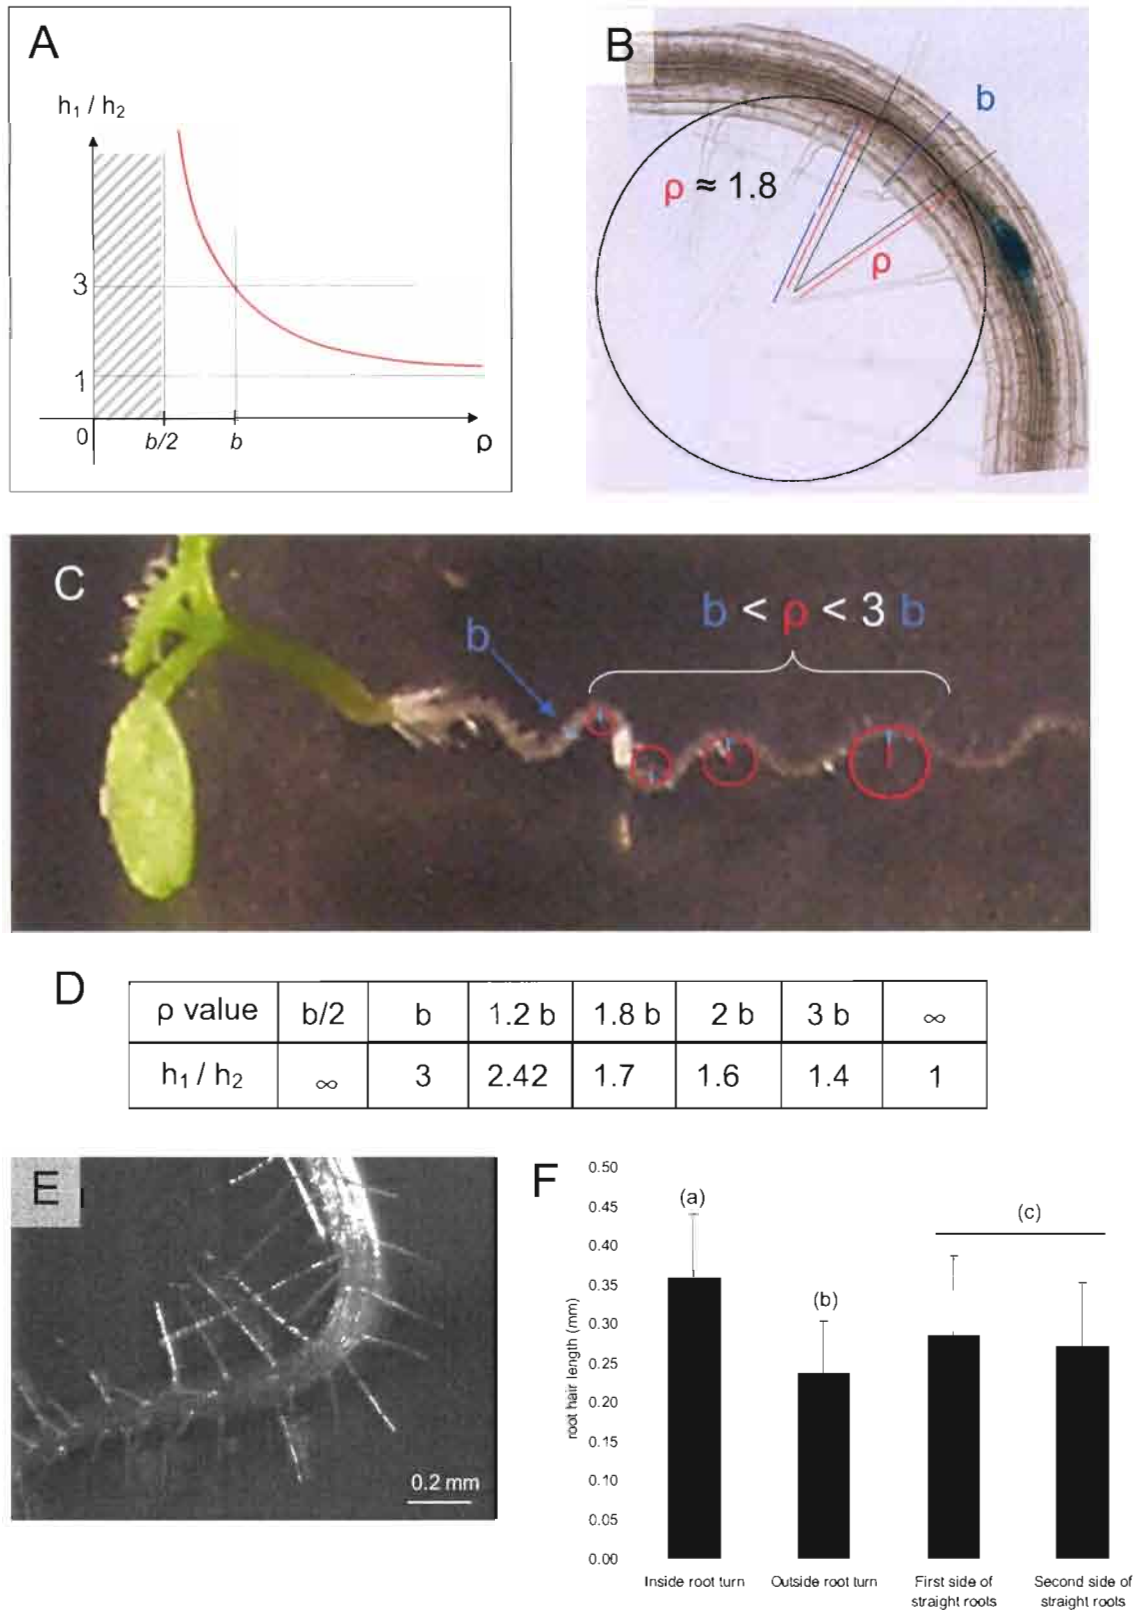 A
h₁ / h₂
3
1
0
b/2
b
ρ
B
b
ρ ≈ 1.8
ρ
C
b < ρ < 3 b
b
D
ρ value b/2 b 1.2 b 1.8 b 2 b 3 b ∞
h₁ / h₂ ∞ 3 2.42 1.7 1.6 1.4 1
E
0.2 mm
F
root hair length (mm)
0.50
0.45
0.40
0.35
0.30
0.25
0.20
0.15
0.10
0.05
0.00
(a)
(b)
(c)
Inside root turn
Outside root turn
First side of
straight roots
Second side of
straight roots